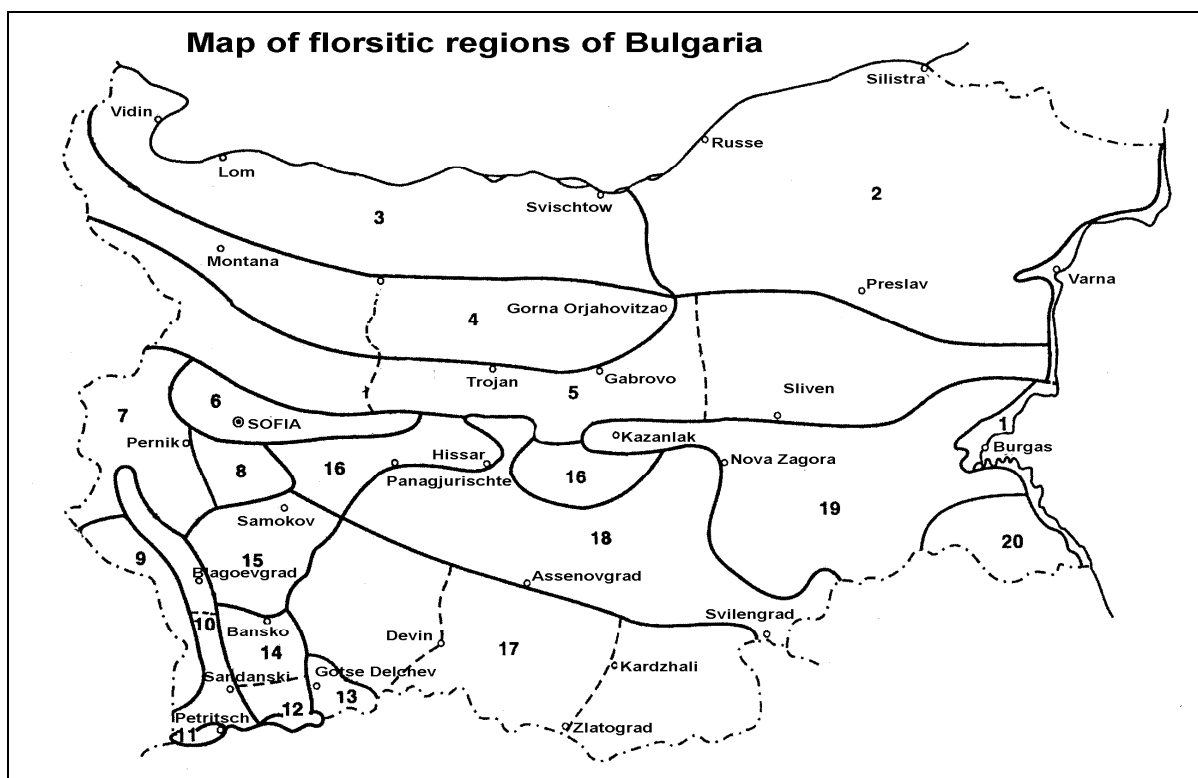 Map of florsitic regions of Bulgaria
Silistra
Vidin
Russe
Lom
2
Svischtow
3
Montana
Varna
Preslav
Gorna Orjahovitza
4
Trojan
Gabrovo
5
Sliven
6
7
SOFIA
1
Pernik
Kazanlak
Burgas
Hissar
Nova Zagora
8
16
16
Panagjurischte
19
Samokov
18
20
9
15
Blagoevgrad
Assenovgrad
Svilengrad
10
Bansko
Devin
14
17
Kardzhali
Sandanski
Gotse Delchev
13
12
Petritsch
11
Zlatograd